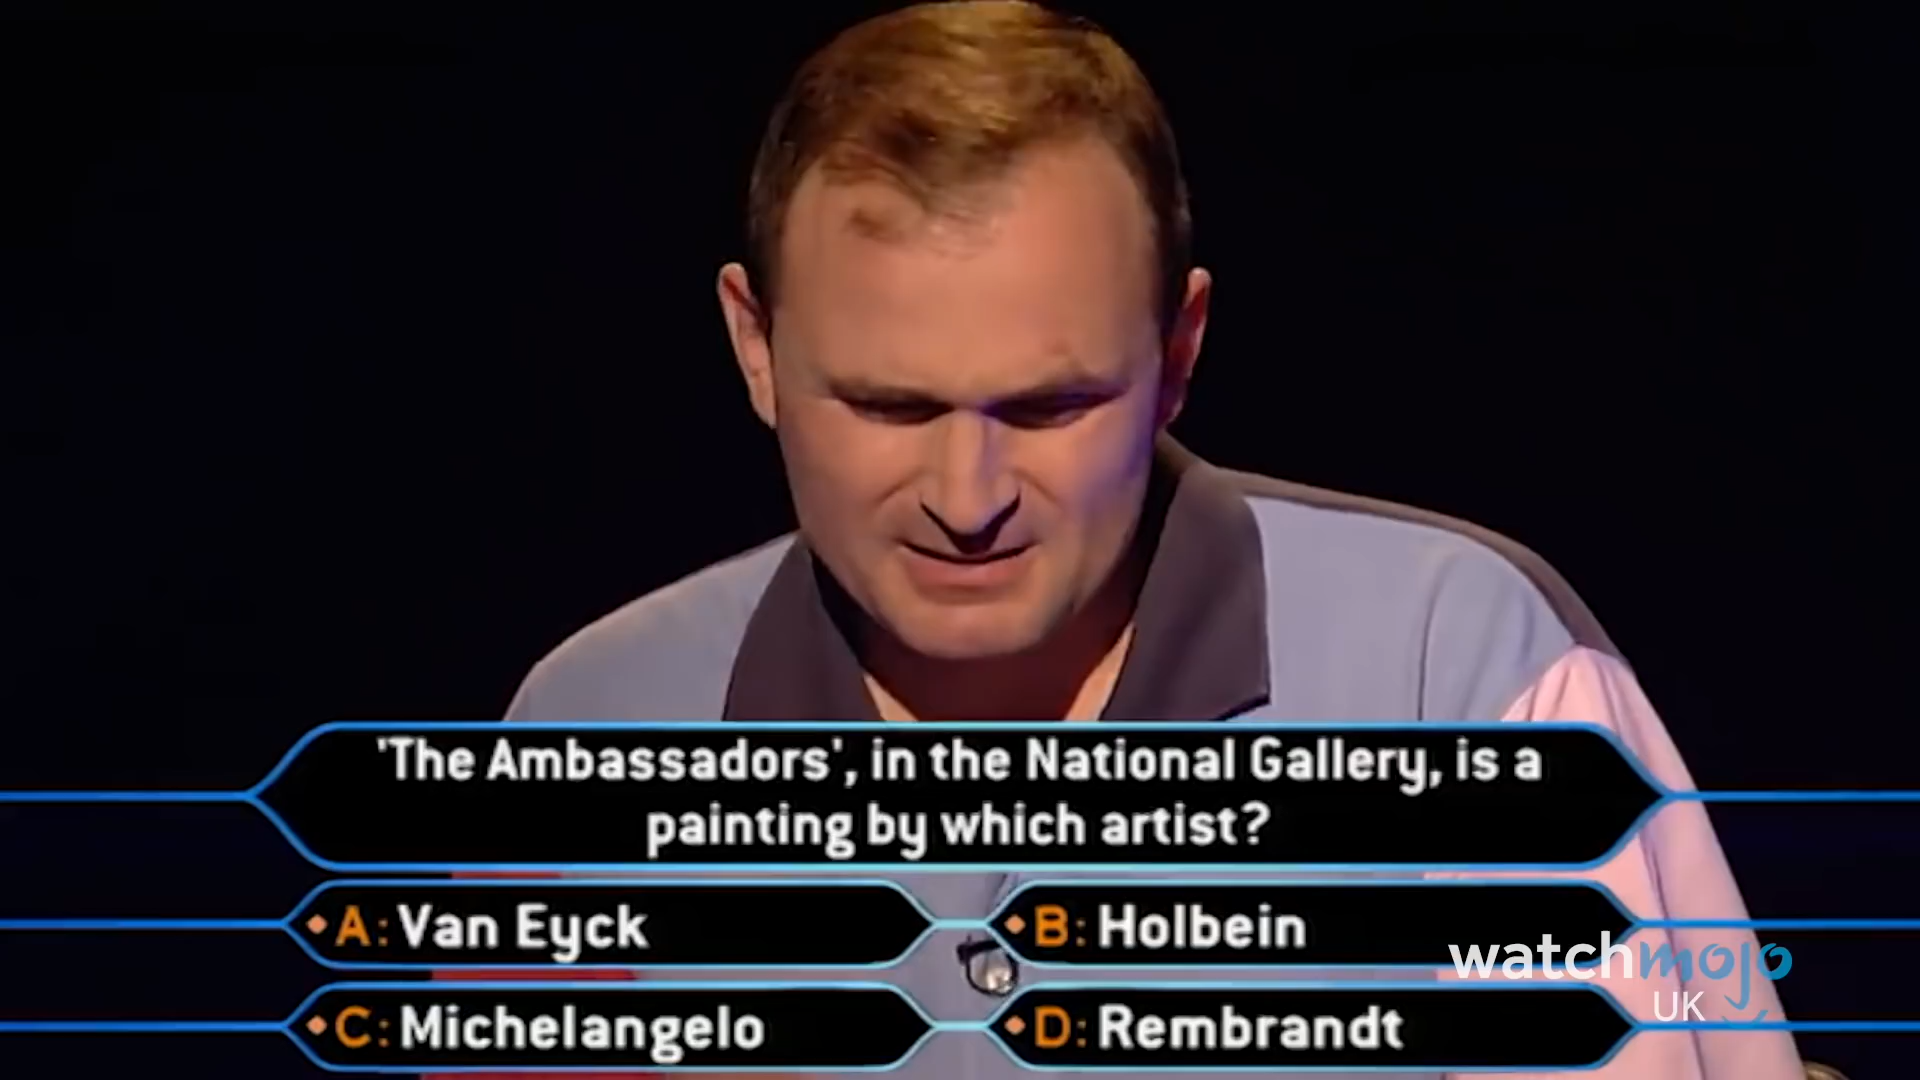 'The Ambassadors', in the National Gallery, is a
painting by which artist?
A: Van Eyck
B: Holbein
C: Michelangelo
D: Rembrandt
watchmojo
UK